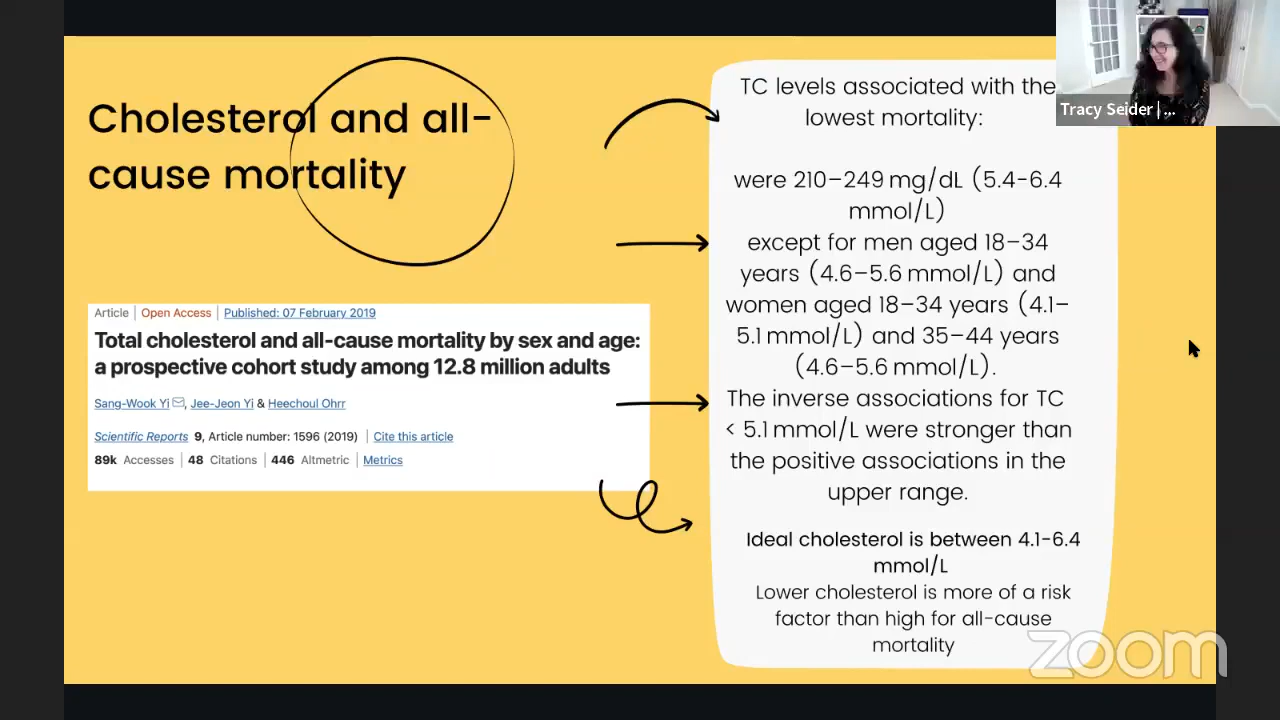 Cholesterol and all-
cause mortality
Article | Open Access | Published: 07 February 2019
Total cholesterol and all-cause mortality by sex and age:
a prospective cohort study among 12.8 million adults
Sang-Wook Yi, Jee-Jeon Yi & Heechoul Ohrr
Scientific Reports 9, Article number: 1596 (2019) | Cite this article
89k Accesses | 48 Citations | 446 Altmetric | Metrics
TC levels associated with the
lowest mortality:
were 210–249 mg/dL (5.4-6.4
mmol/L)
except for men aged 18–34
years (4.6–5.6 mmol/L) and
women aged 18–34 years (4.1–
5.1 mmol/L) and 35–44 years
(4.6–5.6 mmol/L).
The inverse associations for TC
< 5.1 mmol/L were stronger than
the positive associations in the
upper range.
Ideal cholesterol is between 4.1-6.4
mmol/L
Lower cholesterol is more of a risk
factor than high for all-cause
mortality
Tracy Seider | ...
zoom